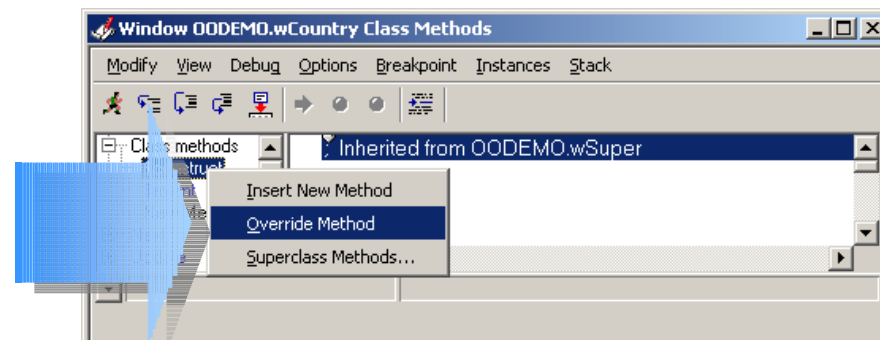 Window OODEMO.wCountry Class Methods
Modify View Debug Options Breakpoint Instances Stack
Class methods
; Inherited from OODEMO.wSuper
Insert New Method
Override Method
Superclass Methods...